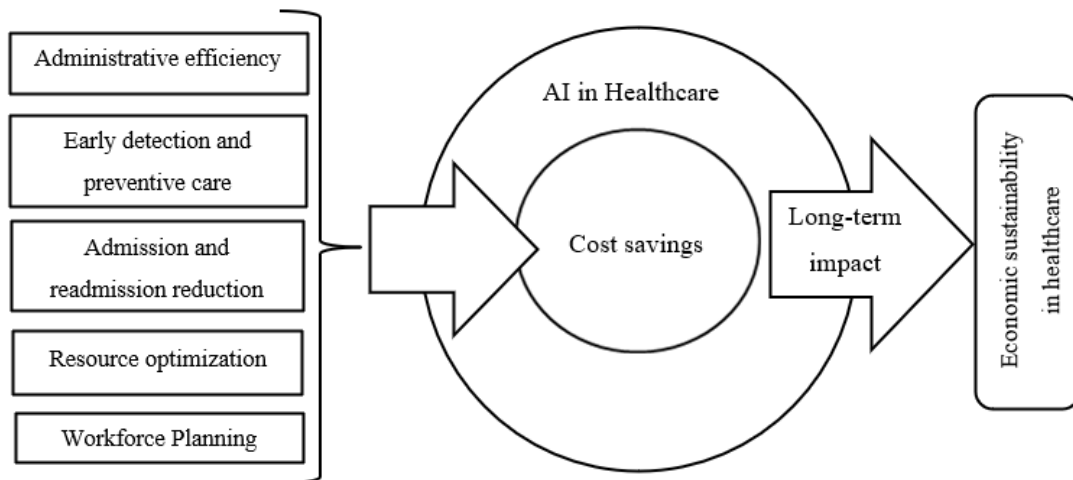 Administrative efficiency
Early detection and
preventive care
Admission and
readmission reduction
Resource optimization
Workforce Planning
AI in Healthcare
Cost savings
Long-term
impact
Economic sustainability
in healthcare